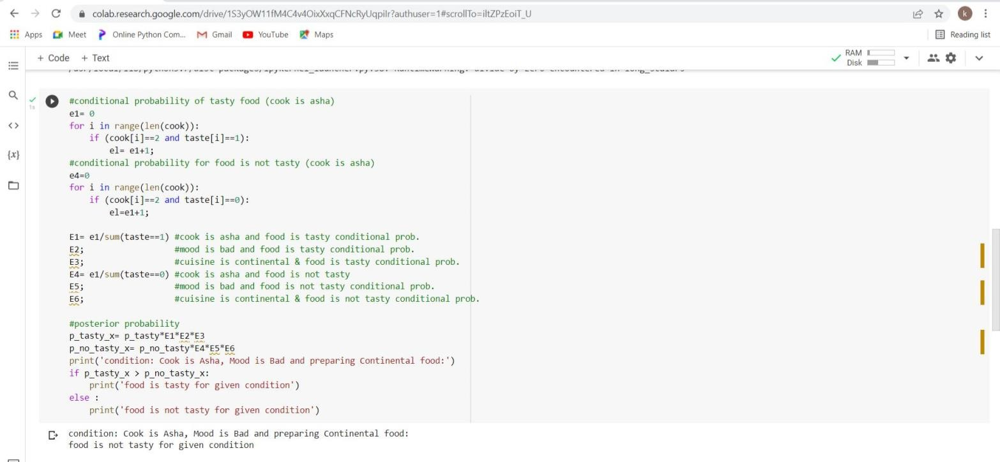 colab.research.google.com/drive/1S3yOW11fM4C4v4OixXxqCFNcRyUqpiIr?authuser=1#scrollTo=iltZPzEoiT_U
k
Apps Meet Online Python Com... Gmail YouTube Maps Reading list
+ Code + Text RAM Disk
#conditional probability of tasty food (cook is asha)
1s
e1= 0
for i in range(len(cook)):
    if (cook[i]==2 and taste[i]==1):
        el= e1+1;
#conditional probability for food is not tasty (cook is asha)
{x}
e4=0
for i in range(len(cook)):
    if (cook[i]==2 and taste[i]==0):
        el=e1+1;
E1= e1/sum(taste==1) #cook is asha and food is tasty conditional prob.
E2;                  #mood is bad and food is tasty conditional prob.
E3;                  #cuisine is continental & food is tasty conditional prob.
E4= e1/sum(taste==0) #cook is asha and food is not tasty
E5;                  #mood is bad and food is not tasty conditional prob.
E6;                  #cuisine is continental & food is not tasty conditional prob.
#posterior probability
p_tasty_x= p_tasty*E1*E2*E3
p_no_tasty_x= p_no_tasty*E4*E5*E6
print('condition: Cook is Asha, Mood is Bad and preparing Continental food:')
if p_tasty_x > p_no_tasty_x:
    print('food is tasty for given condition')
else :
    print('food is not tasty for given condition')
condition: Cook is Asha, Mood is Bad and preparing Continental food:
food is not tasty for given condition